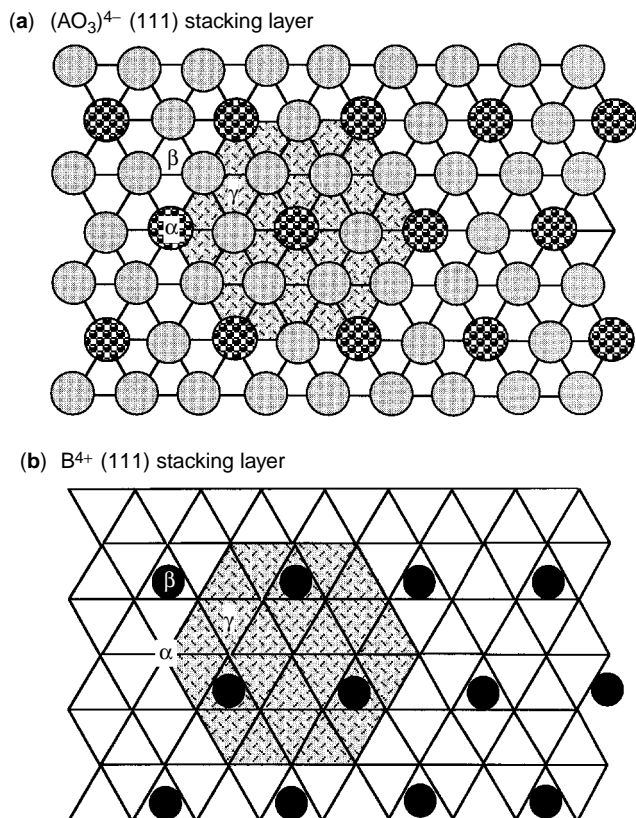 (a) (AO₃)⁴⁻ (111) stacking layer
β
γ
α
(b) B⁴⁺ (111) stacking layer
β
γ
α